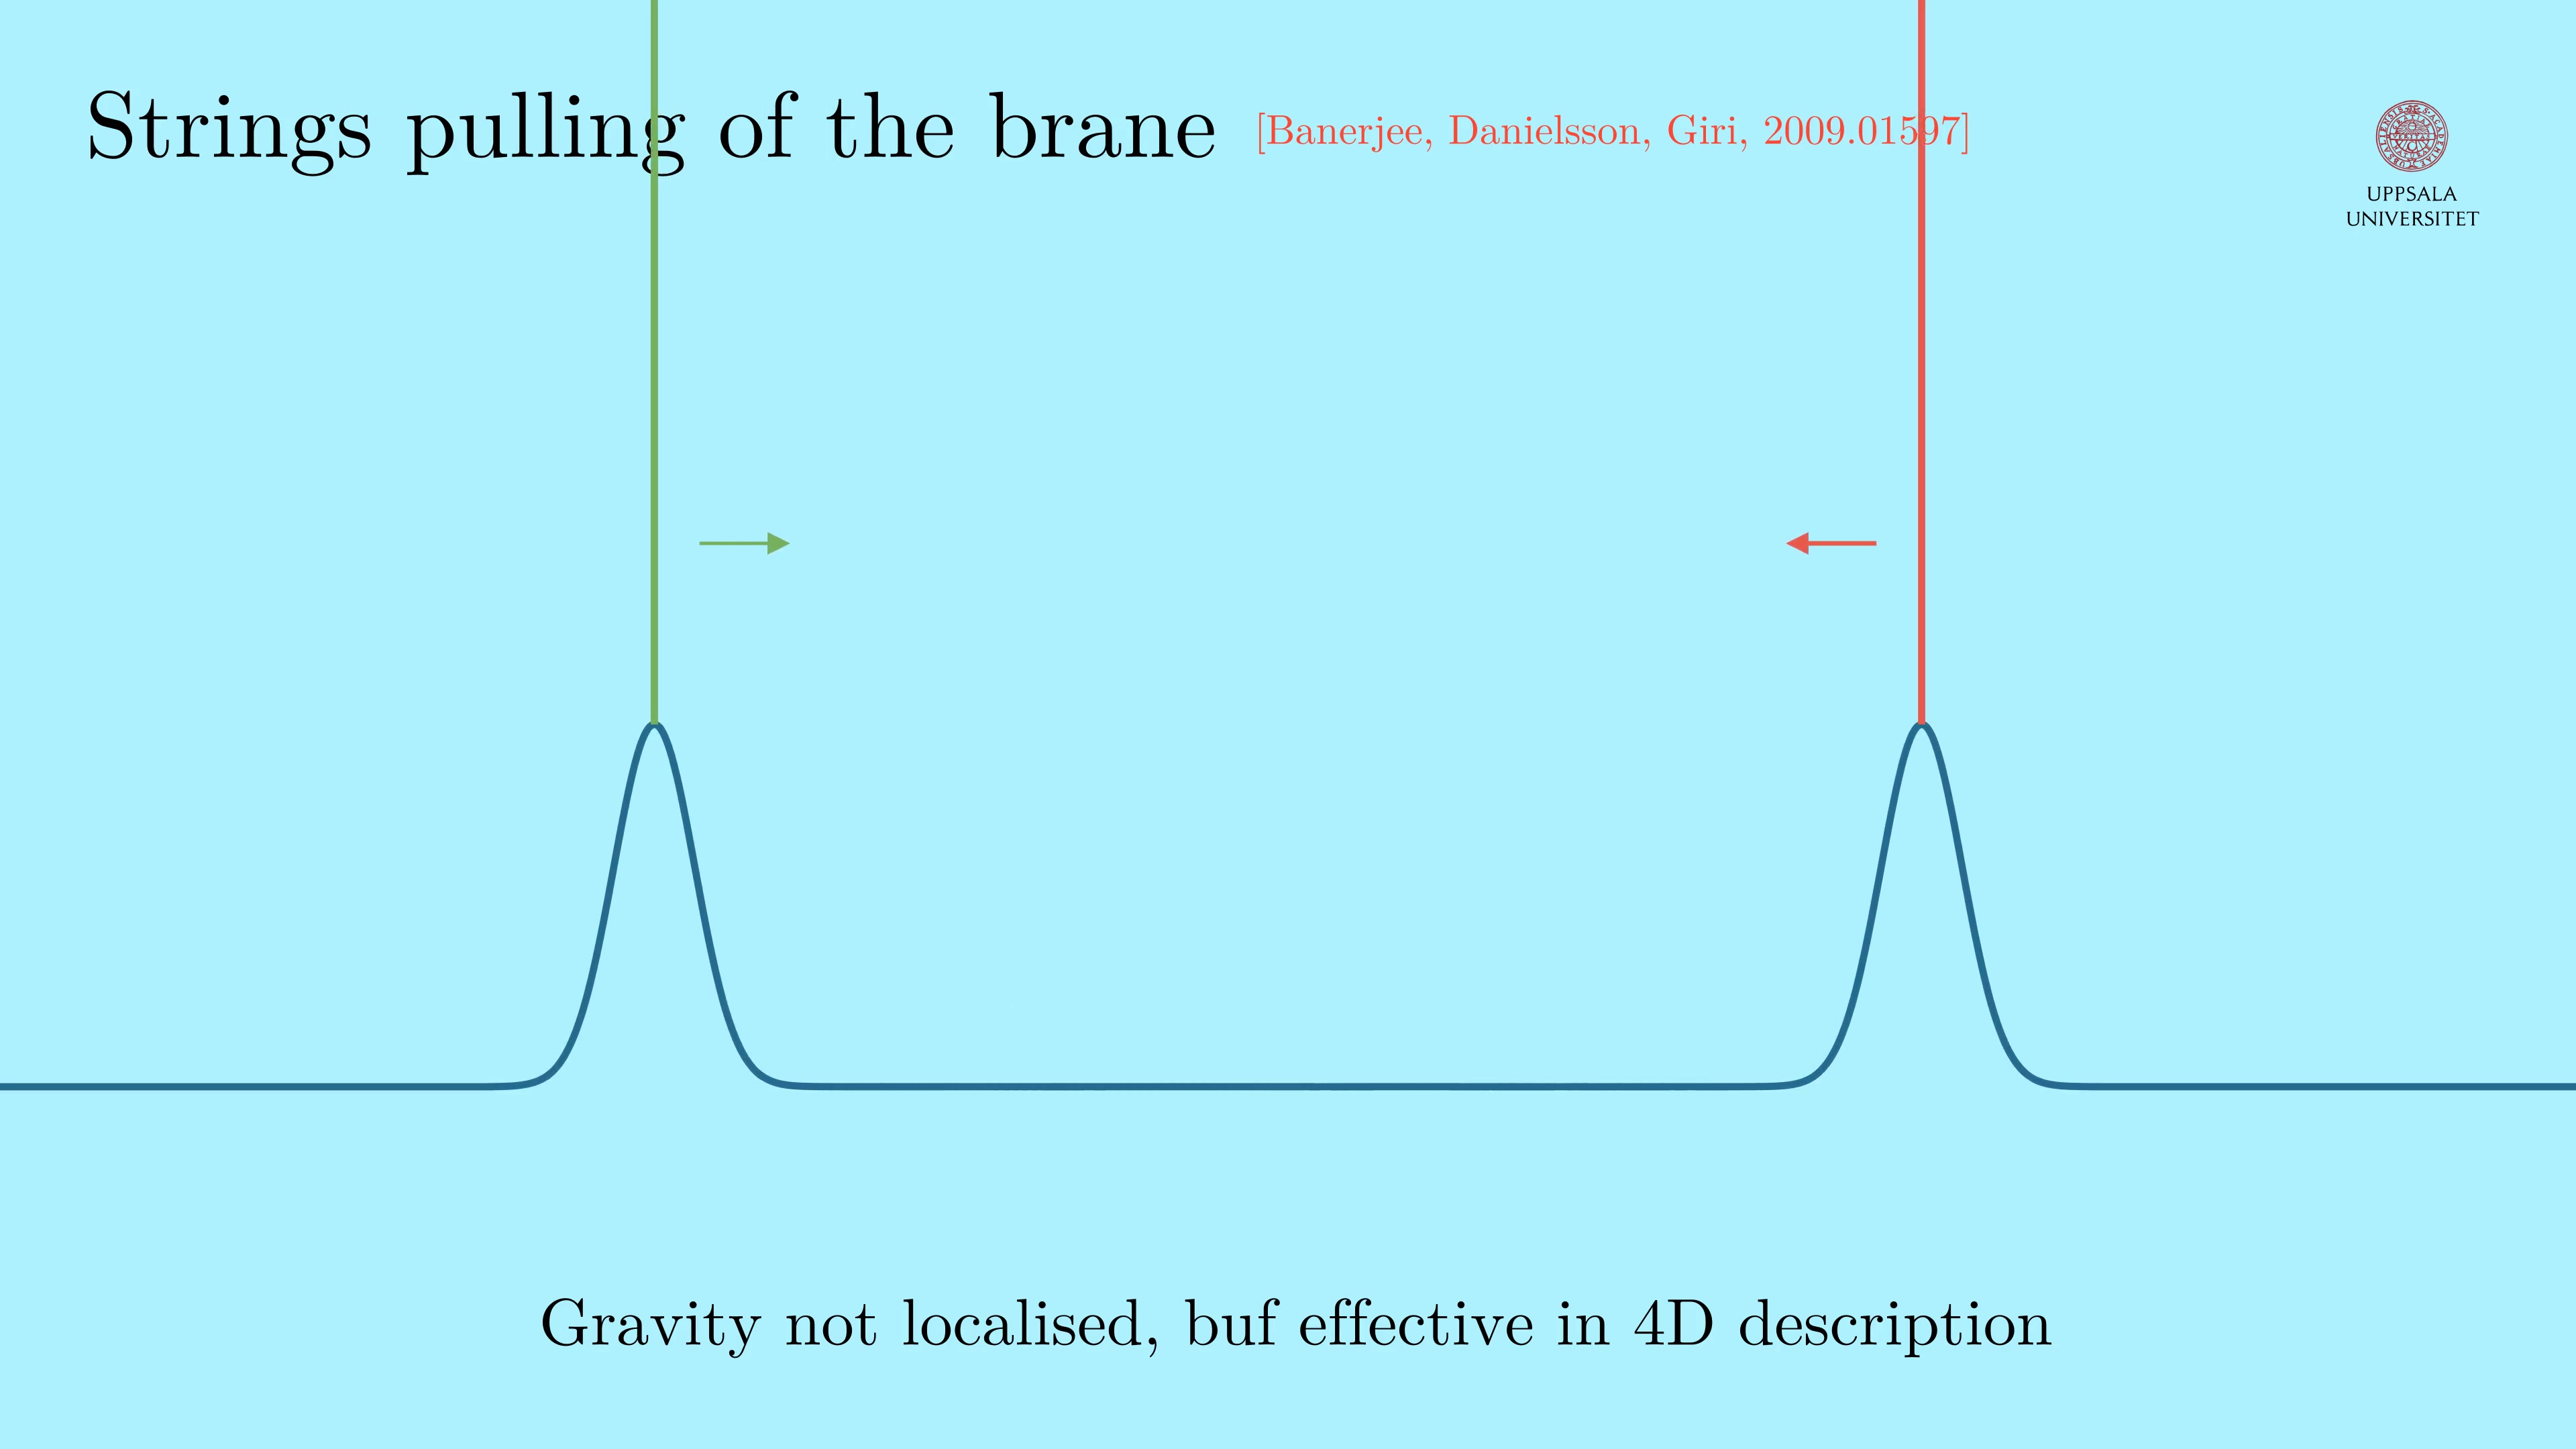 Strings pulling of the brane [Banerjee, Danielsson, Giri, 2009.01597]
UPPSALA
UNIVERSITET
Gravity not localised, buf effective in 4D description